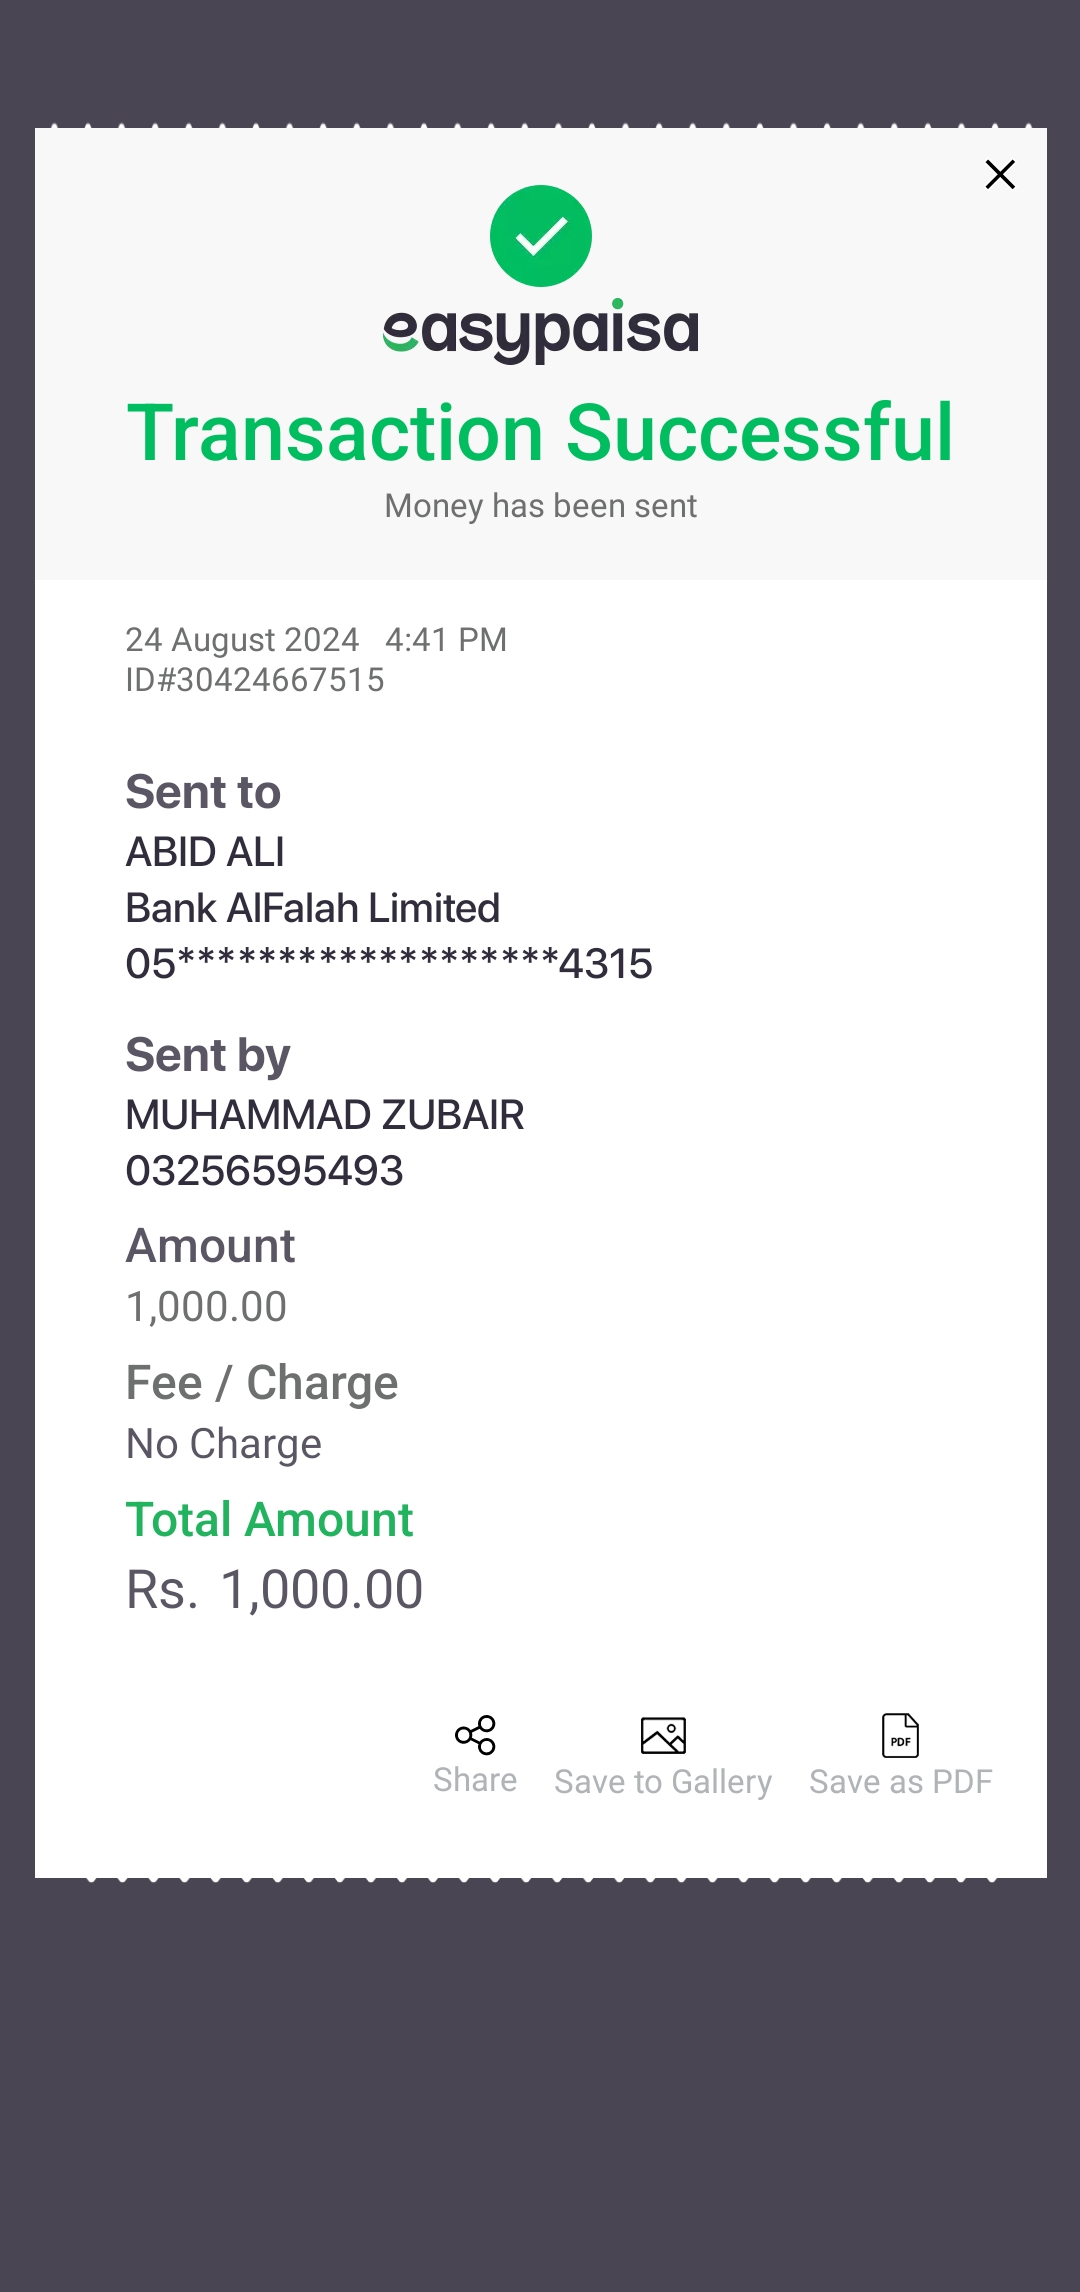 easypaisa
Transaction Successful
Money has been sent
24 August 2024 4:41 PM
ID#30424667515
Sent to
ABID ALI
Bank AlFalah Limited
05*******************4315
Sent by
MUHAMMAD ZUBAIR
03256595493
Amount
1,000.00
Fee / Charge
No Charge
Total Amount
Rs. 1,000.00
PDF
Share Save to Gallery Save as PDF